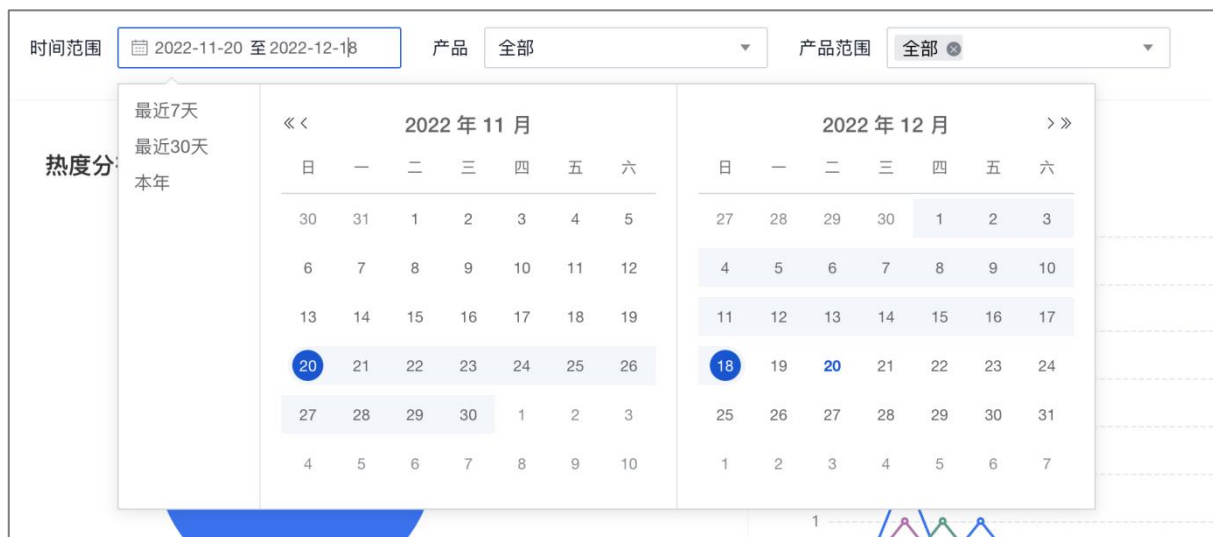 时间范围 2022-11-20 至 2022-12-18 产品 全部 产品范围 全部
最近7天
最近30天
本年
热度分
2022 年 11 月
日 一 二 三 四 五 六
30 31 1 2 3 4 5
6 7 8 9 10 11 12
13 14 15 16 17 18 19
20 21 22 23 24 25 26
27 28 29 30 1 2 3
4 5 6 7 8 9 10
2022 年 12 月
日 一 二 三 四 五 六
27 28 29 30 1 2 3
4 5 6 7 8 9 10
11 12 13 14 15 16 17
18 19 20 21 22 23 24
25 26 27 28 29 30 31
1 2 3 4 5 6 7
1